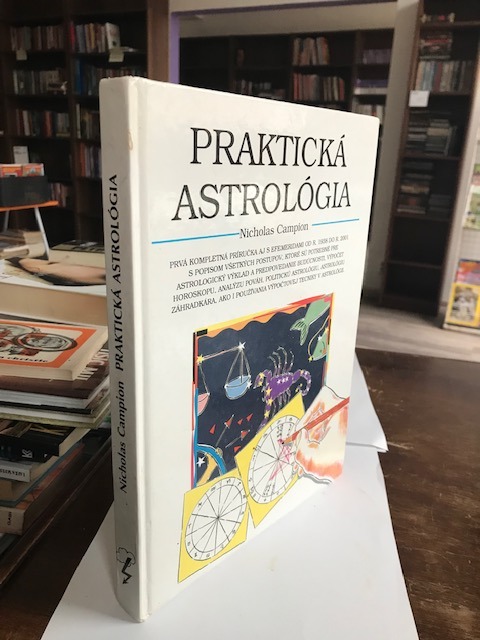 PRAKTICKÁ
ASTROLÓGIA
Nicholas Campion
PRVÁ KOMPLETNÁ PRÍRUČKA AJ S EFEMERIDAMI OD R. 1938 DO R. 2001
S POPISOM VŠETKÝCH POSTUPOV, KTORÉ SÚ POTREBNÉ PRE
ASTROLOGICKÝ VÝKLAD A PREDPOVEDANIE BUDÚCNOSTI, VÝPOČET
HOROSKOPU, ANALÝZU POVÁH, POLITICKÚ ASTROLÓGIU, ASTROLÓGIU
ZÁHRADKÁRA, AKO I POUŽÍVANIA VÝPOČTOVEJ TECHNIKY V ASTROLÓGII.
Nicholas Campion PRAKTICKÁ ASTROLÓGIA